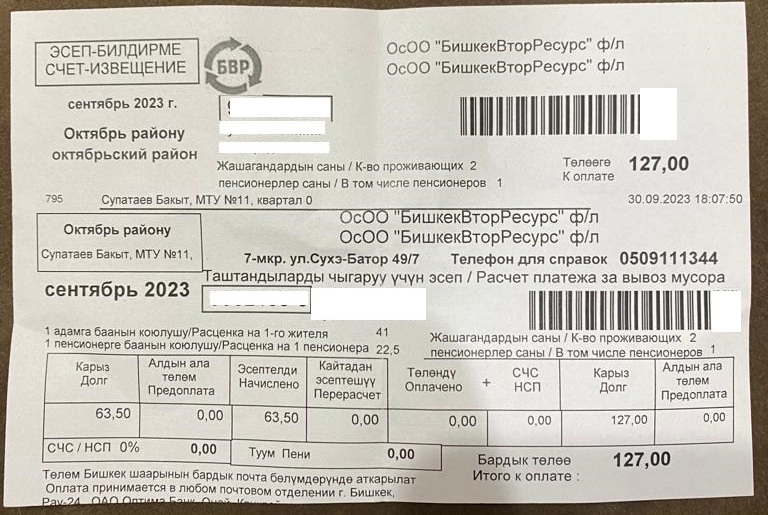 ЭСЕП-БИЛДИРМЕ
СЧЕТ-ИЗВЕЩЕНИЕ
БВР
ОсОО "БишкекВторРесурс" ф/л
ОсОО "БишкекВторРесурс" ф/л
сентябрь 2023 г.
Октябрь району
октябрьский район
Жашагандардын саны / К-во проживающих 2
пенсионерлер саны / В том числе пенсионеров 1
Төлөөгө
К оплате
127,00
795 Супатаев Бакыт, МТУ №11, квартал 0
30.09.2023 18:07:50
Октябрь району
Супатаев Бакыт, МТУ №11,
ОсОО "БишкекВторРесурс" ф/л
ОсОО "БишкекВторРесурс" ф/л
7-мкр. ул.Сухэ-Батор 49/7 Телефон для справок 0509111344
Таштандыларды чыгаруу үчүн эсеп / Расчет платежа за вывоз мусора
сентябрь 2023
1 адамга баанын коюлушу/Расценка на 1-го жителя 41
1 пенсионерге баанын коюлушу/Расценка на 1 пенсионера 22,5
Жашагандардын саны / К-во проживающих 2
пенсионерлер саны / В том числе пенсионеров 1
Карыз Долг
Алдын ала төлөм Предоплата
Эсептелди Начислено
Кайтадан эсептешүү Перерасчет
Төлөндү Оплачено
+
СЧС НСП
Карыз Долг
Алдын ала төлөм Предоплата
63,50 0,00 63,50 0,00 0,00 0,00 127,00 0,00
СЧС / НСП 0% 0,00
Туум Пени 0,00
Бардык төлөө
Итого к оплате :
127,00
Төлөм Бишкек шаарынын бардык почта бөлүмдөрүндө аткарылат
Оплата принимается в любом почтовом отделении г. Бишкек,
Pay-24, ОАО Оптима Банк,